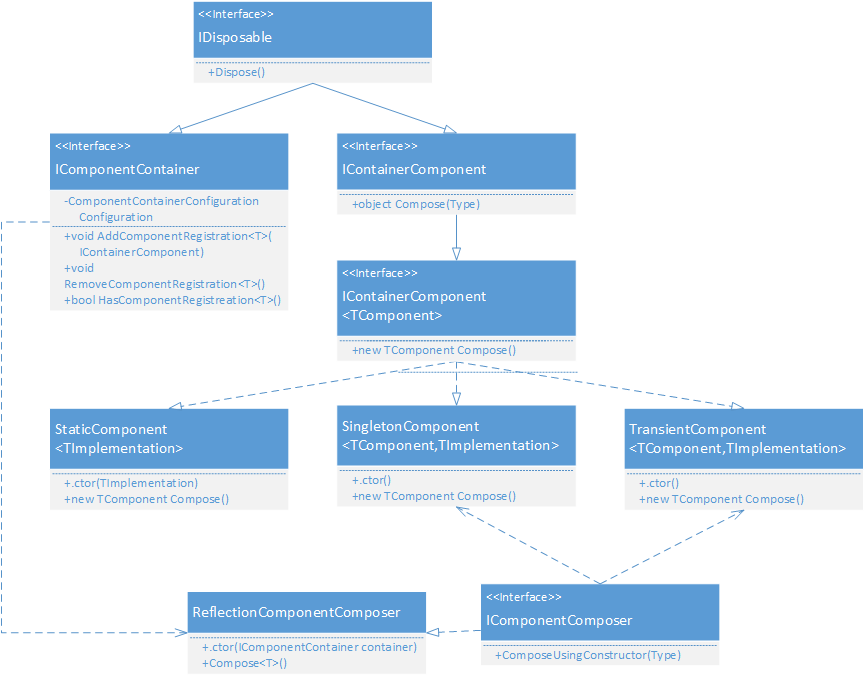 <<Interface>>
IDisposable
+Dispose()
<<Interface>>
IComponentContainer
-ComponentContainerConfiguration
Configuration
+void AddComponentRegistration<T>(
IContainerComponent)
+void
RemoveComponentRegistration<T>()
+bool HasComponentRegistreation<T>()
<<Interface>>
IContainerComponent
+object Compose(Type)
<<Interface>>
IContainerComponent
<TComponent>
+new TComponent Compose()
StaticComponent
<TImplementation>
+.ctor(TImplementation)
+new TComponent Compose()
SingletonComponent
<TComponent,TImplementation>
+.ctor()
+new TComponent Compose()
TransientComponent
<TComponent,TImplementation>
+.ctor()
+new TComponent Compose()
ReflectionComponentComposer
+.ctor(IComponentContainer container)
+Compose<T>()
<<Interface>>
IComponentComposer
+ComposeUsingConstructor(Type)